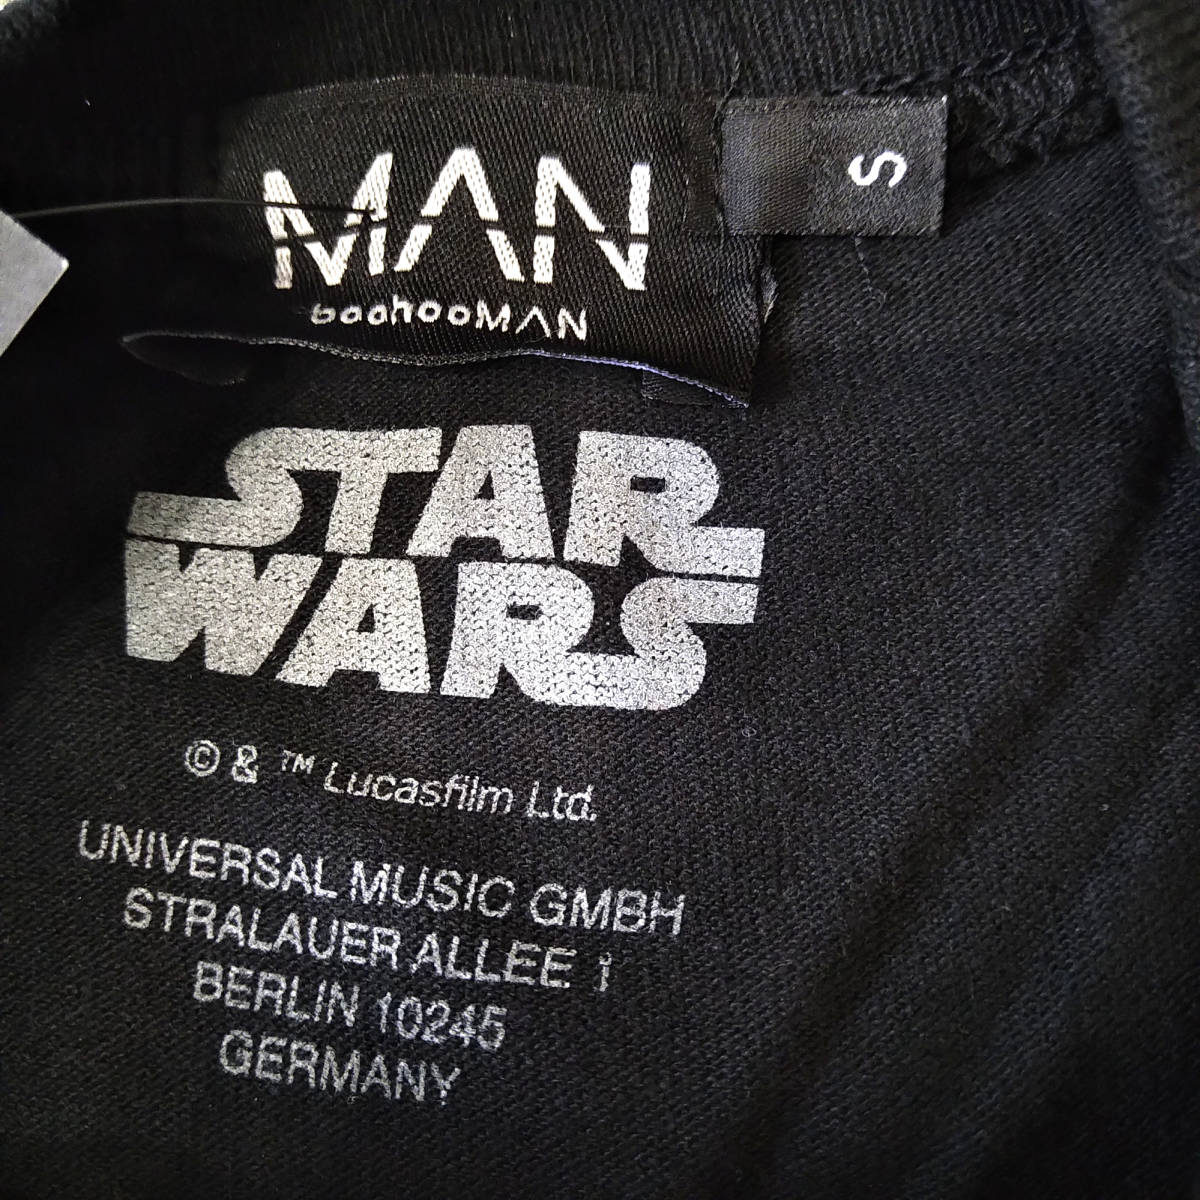 MAN
boohooMAN
S
STAR
WARS
© & ™ Lucasfilm Ltd.
UNIVERSAL MUSIC GMBH
STRALAUER ALLEE 1
BERLIN 10245
GERMANY